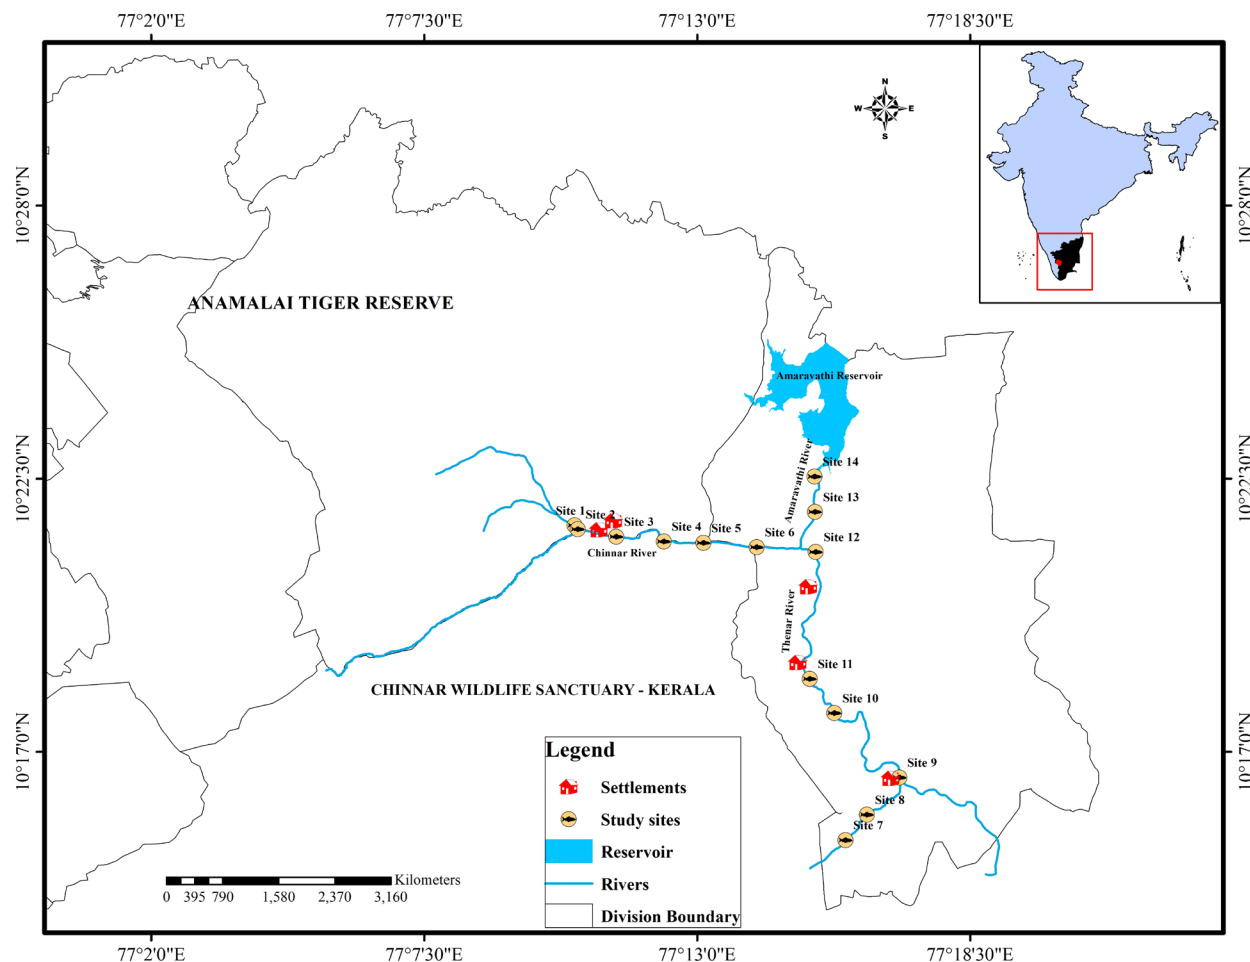 77°2'0"E 77°7'30"E 77°13'0"E 77°18'30"E
N
W E
S
10°28'0"N 10°28'0"N
ANAMALAI TIGER RESERVE
Amaravathi Reservoir
Amaravathi River
Site 14
10°22'30"N 10°22'30"N
Site 13
Site 1 Site 2 Site 3 Site 4 Site 5 Site 6 Site 12
Chinnar River
Thenar River
Site 11
CHINNAR WILDLIFE SANCTUARY - KERALA
Site 10
10°17'0"N 10°17'0"N
Site 9
Site 8
Site 7
Legend
Settlements
Study sites
Reservoir
Rivers
Division Boundary
Kilometers
0 395 790 1,580 2,370 3,160
77°2'0"E 77°7'30"E 77°13'0"E 77°18'30"E